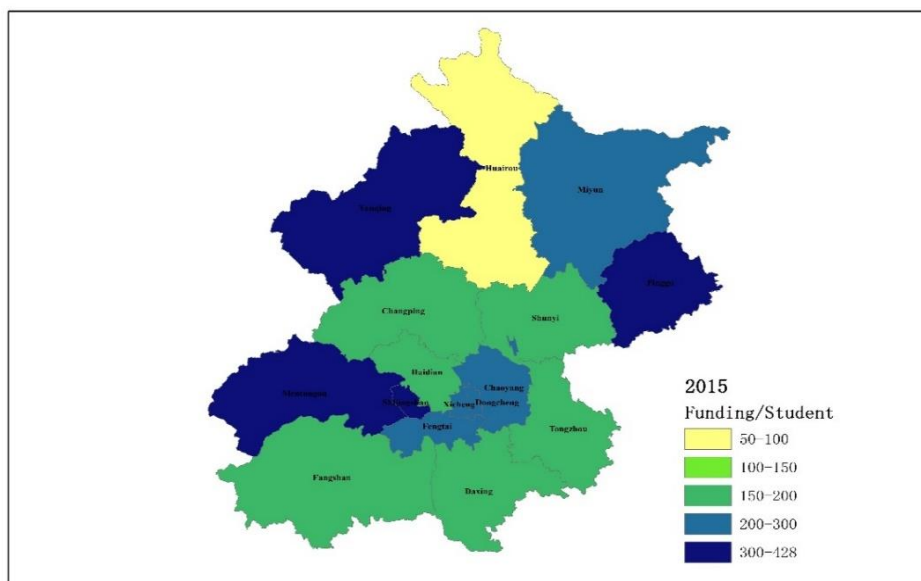 Huairou
Miyun
Yanqing
Pinggu
Changping
Shunyi
Haidian
Chaoyang
Shijingshan
Xicheng
Dongcheng
Fengtai
Tongzhou
Fangshan
Daxing
2015
Funding/Student
50-100
100-150
150-200
200-300
300-428